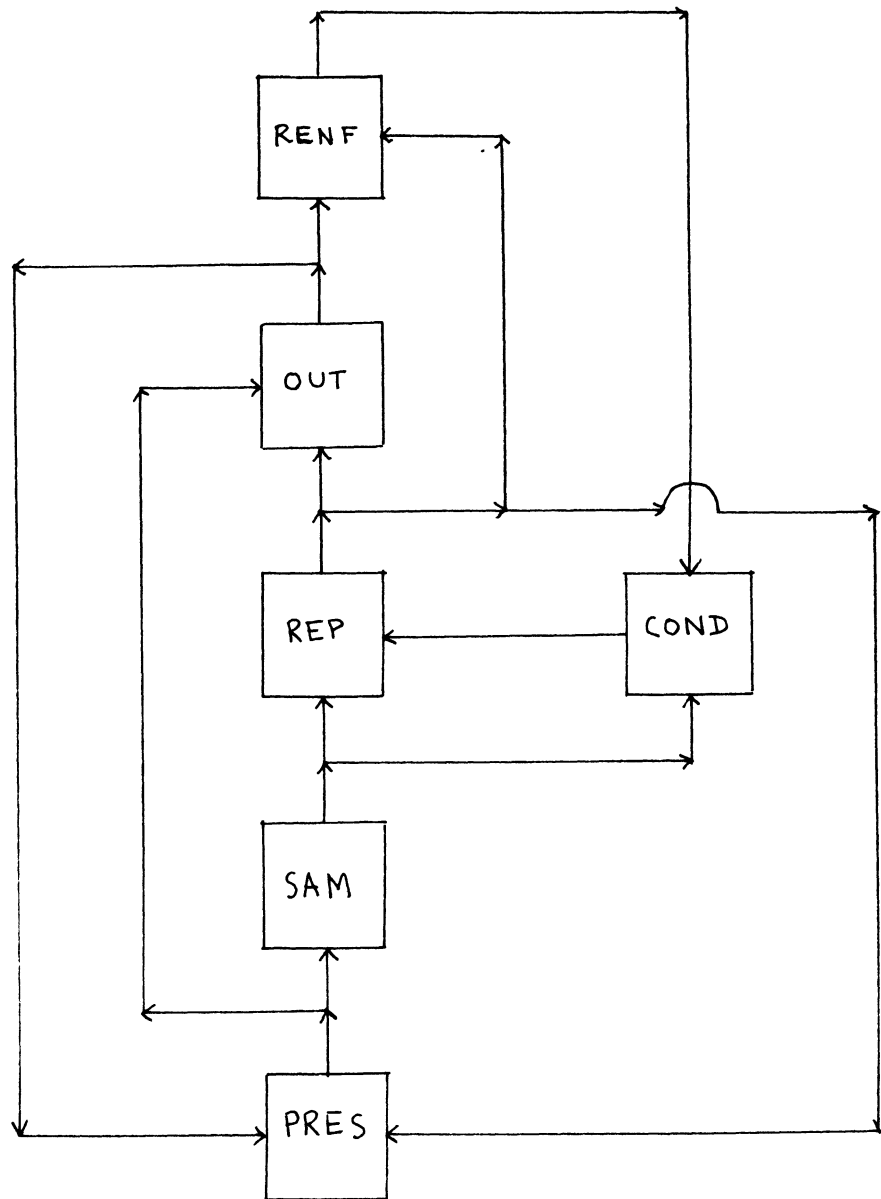 RENF
OUT
REP
COND
SAM
PRES